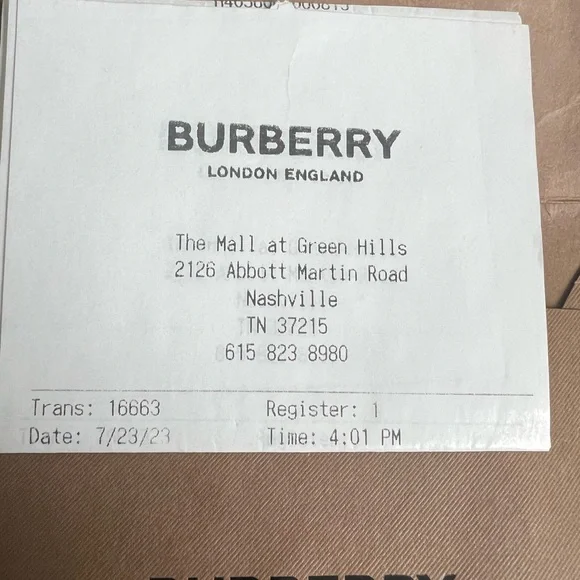 BURBERRY
LONDON ENGLAND
The Mall at Green Hills
2126 Abbott Martin Road
Nashville
TN 37215
615 823 8980
Trans: 16663 Register: 1
Date: 7/23/23 Time: 4:01 PM
BURBERRY